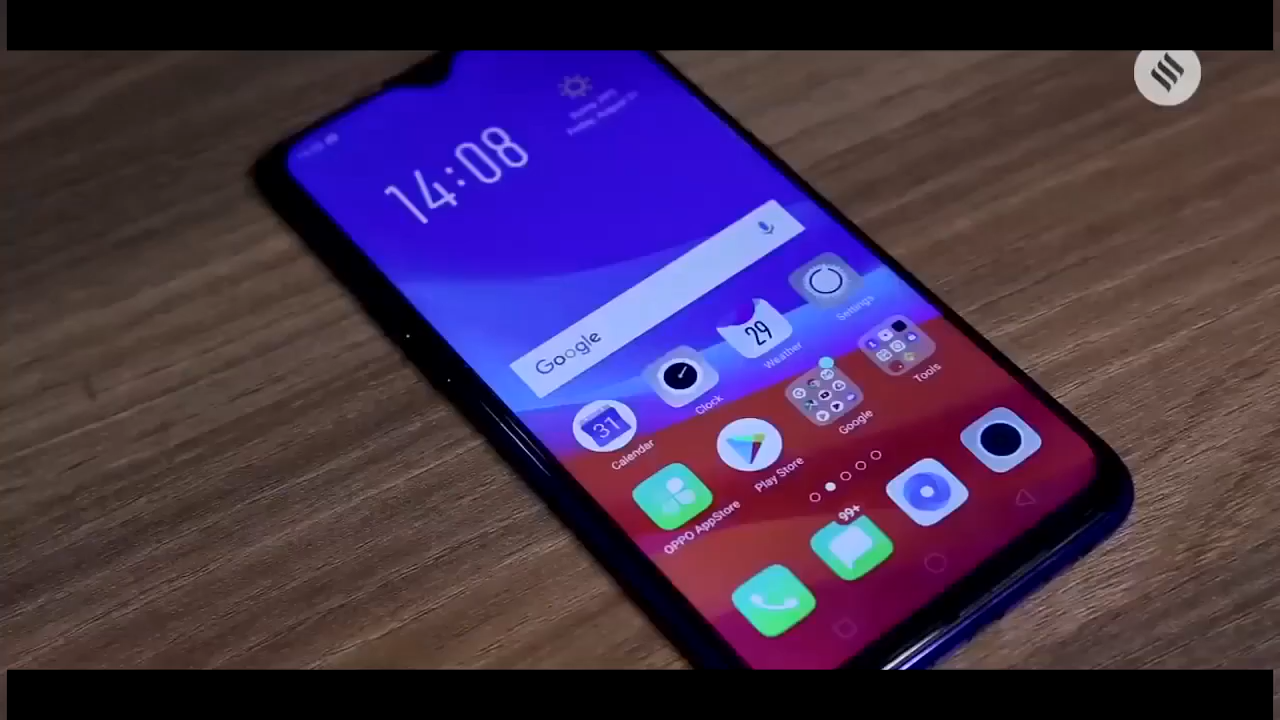 14:08
Google
29
Settings
Weather
Clock
31
Calendar
Tools
Google
Play Store
OPPO AppStore
99+